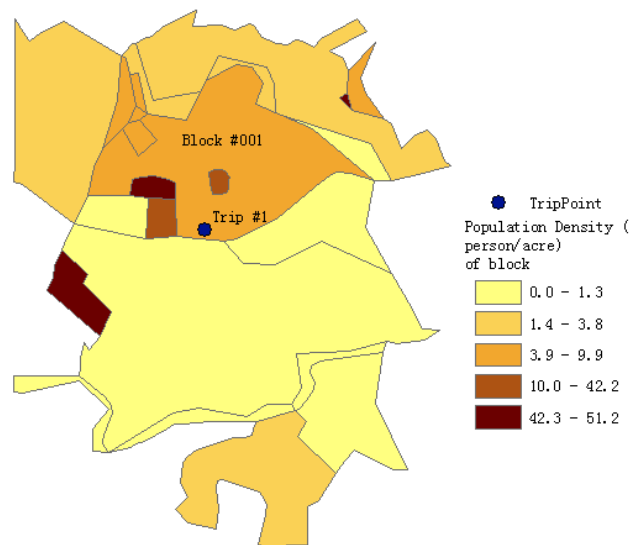 Block #001
Trip #1
TripPoint
Population Density (
person/acre)
of block
0.0 - 1.3
1.4 - 3.8
3.9 - 9.9
10.0 - 42.2
42.3 - 51.2